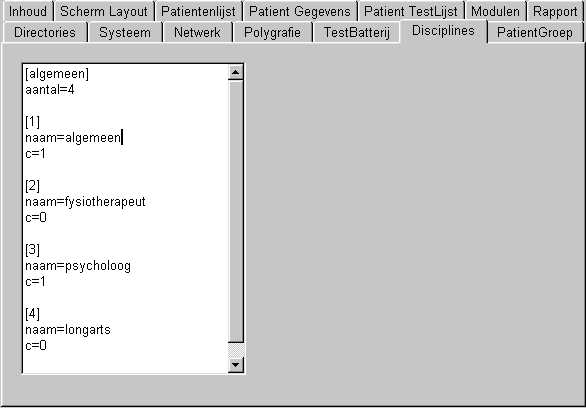 Inhoud Scherm Layout Patientenlijst Patient Gegevens Patient TestLijst Modulen Rapport
Directories Systeem Netwerk Polygrafie TestBatterij Disciplines PatientGroep
[algemeen]
aantal=4
[1]
naam=algemeen
c=1
[2]
naam=fysiotherapeut
c=0
[3]
naam=psycholoog
c=1
[4]
naam=longarts
c=0